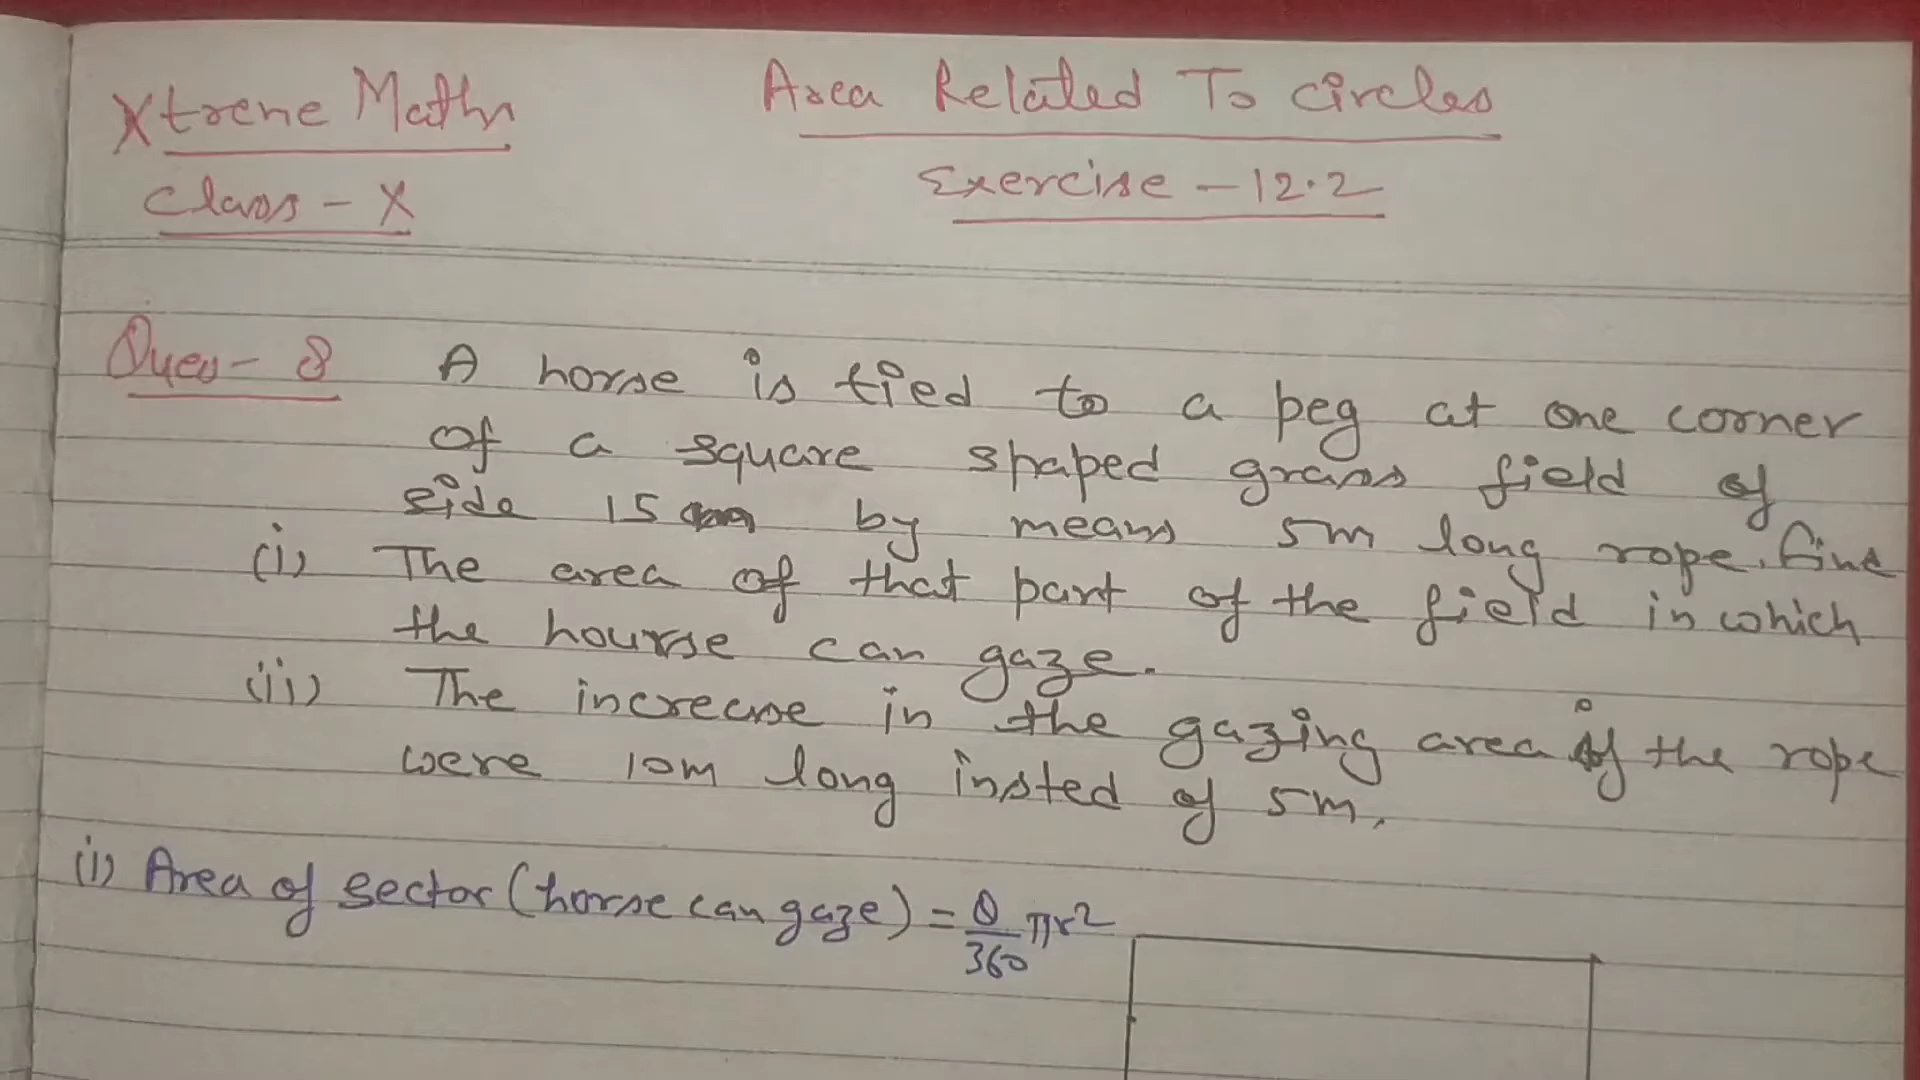 Xtreme Maths
Area Related To Circles
Class - X
Exercise - 12.2
Ques - 8 A horse is tied to a peg at one corner
of a square shaped grass field of
side 15 by means 5m long rope. find
(i) The area of that part of the field in which
the hourse can gaze.
(ii) The increase in the gazing area if the rope
were 10m long insted of 5m.
(i) Area of sector (horse can gaze) = θ/360 πr²